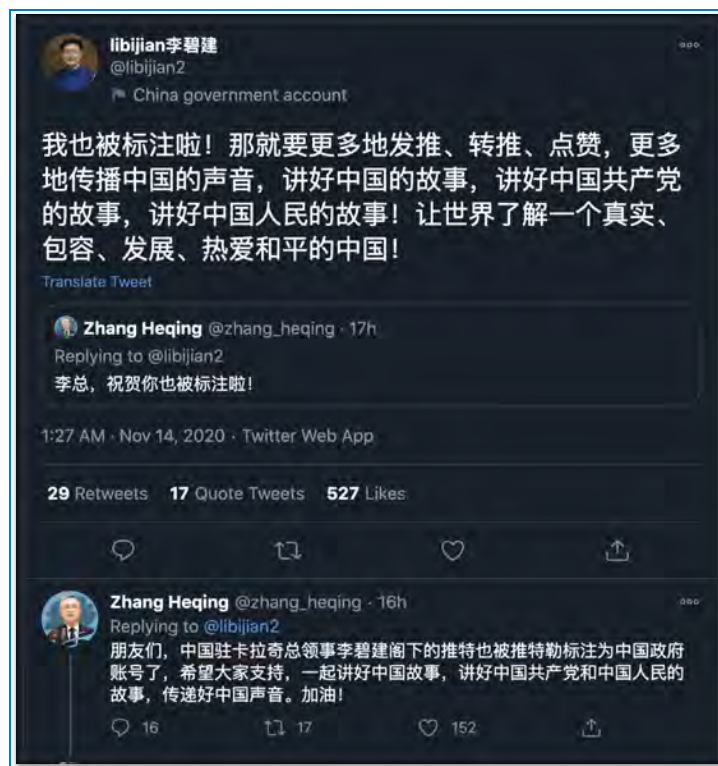 libijian李碧建
@libijian2
China government account
我也被标注啦！那就要更多地发推、转推、点赞，更多
地传播中国的声音，讲好中国的故事，讲好中国共产党
的故事，讲好中国人民的故事！让世界了解一个真实、
包容、发展、热爱和平的中国！
Translate Tweet
Zhang Heqing @zhang_heqing · 17h
Replying to @libijian2
李总，祝贺你也被标注啦！
1:27 AM · Nov 14, 2020 · Twitter Web App
29 Retweets 17 Quote Tweets 527 Likes
Zhang Heqing @zhang_heqing · 16h
Replying to @libijian2
朋友们，中国驻卡拉奇总领事李碧建阁下的推特也被推特勒标注为中国政府
账号了，希望大家支持，一起讲好中国故事，讲好中国共产党和中国人民的
故事，传递好中国声音。加油！
16 17 152